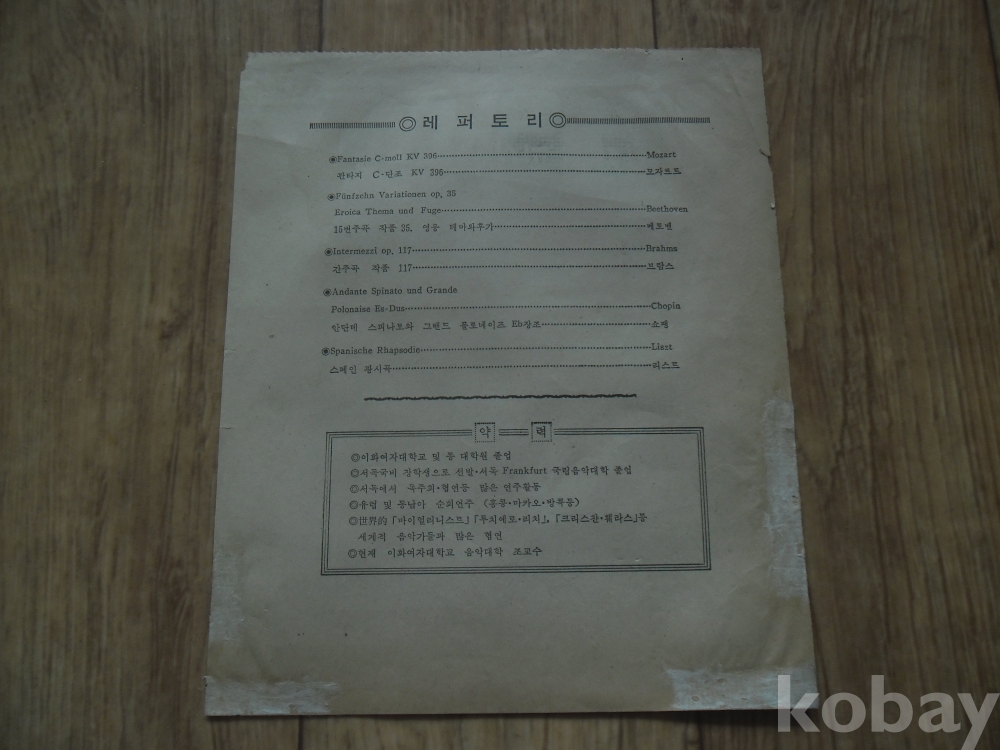 ◎레 퍼 토 리◎
◉Fantasie C-moll KV 396 Mozart
판타지 C-단조 KV 396 모차르트
◉Fünfzehn Variationen op. 35
Eroica Thema und Fuge Beethoven
15변주곡 작품 35. 영웅 테마와후가 베토벤
◉Intermezzi op. 117 Brahms
간주곡 작품 117 브람스
◉Andante Spinato und Grande
Polonaise Es-Dus Chopin
안단테 스피나토와 그랜드 폴로네이즈 Eb장조 쇼팽
◉Spanische Rhapsodie Liszt
스페인 광시곡 리스트
약 력
◎이화여자대학교 및 동 대학원 졸업
◎서독국비 장학생으로 선발·서독 Frankfurt 국립음악대학 졸업
◎서독에서 독주회·협연등 많은 연주활동
◎유럽 및 동남아 순회연주 (홍콩·마카오·방콕등)
◎世界的 「바이얼리니스트」「루치에로·리치」, 「크리스찬·훼라스」등
세계적 음악가들과 많은 협연
◎현재 이화여자대학교 음악대학 조교수
kobay